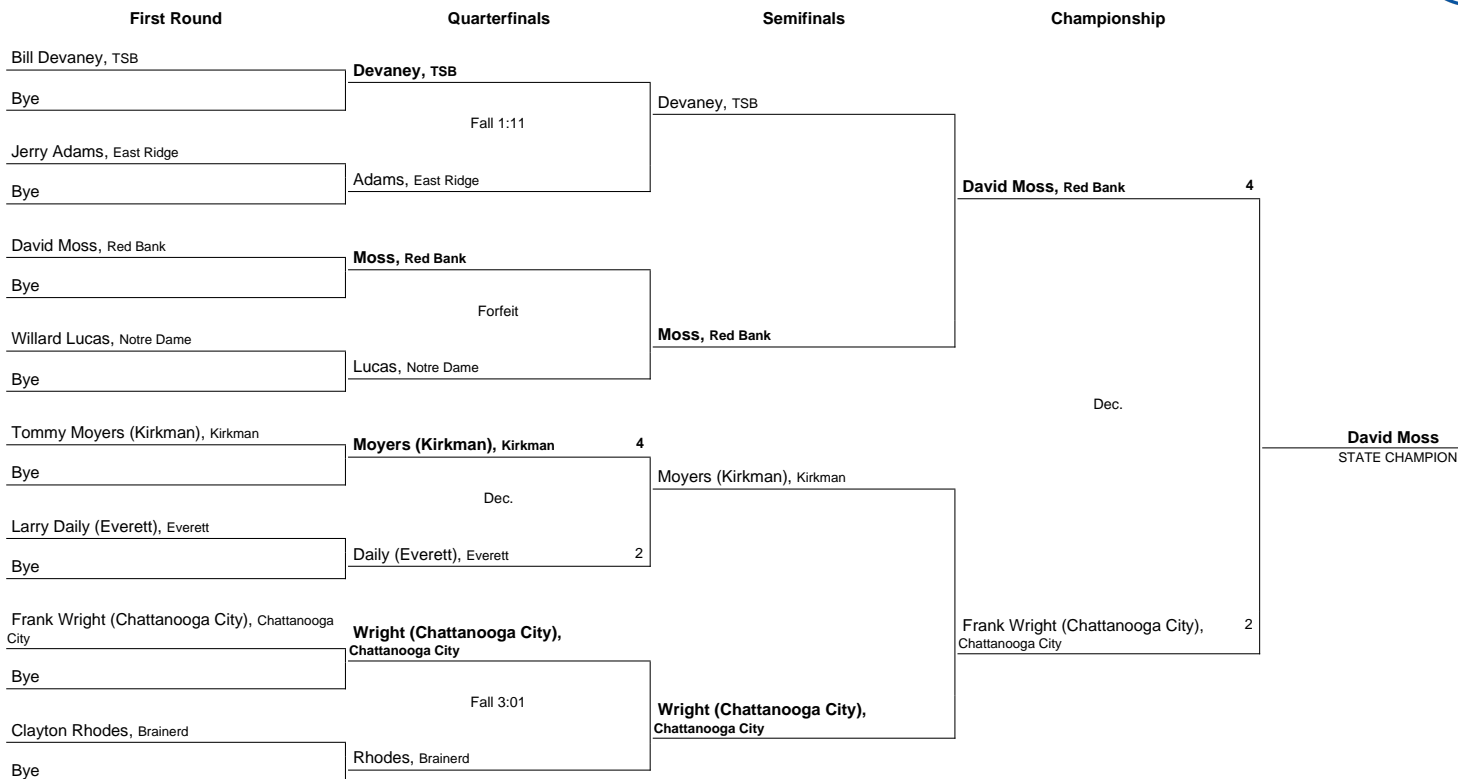 First Round
Quarterfinals
Semifinals
Championship
Bill Devaney, TSB
Bye
Jerry Adams, East Ridge
Bye
David Moss, Red Bank
Bye
Willard Lucas, Notre Dame
Bye
Tommy Moyers (Kirkman), Kirkman
Bye
Larry Daily (Everett), Everett
Bye
Frank Wright (Chattanooga City), Chattanooga
City
Bye
Clayton Rhodes, Brainerd
Bye
Devaney, TSB
Fall 1:11
Adams, East Ridge
Moss, Red Bank
Forfeit
Lucas, Notre Dame
Moyers (Kirkman), Kirkman 4
Dec.
Daily (Everett), Everett 2
Wright (Chattanooga City),
Chattanooga City
Fall 3:01
Rhodes, Brainerd
Devaney, TSB
Moss, Red Bank
Moyers (Kirkman), Kirkman
Wright (Chattanooga City),
Chattanooga City
David Moss, Red Bank 4
Dec.
Frank Wright (Chattanooga City), 2
Chattanooga City
David Moss
STATE CHAMPION